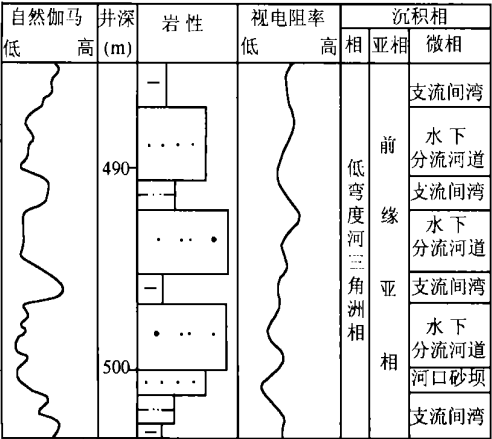 自然伽马
低 高
井深
(m)
岩性
视电阻率
低 高
沉积相
相
亚相
微相
490
500
低弯度河三角洲相
前缘亚相
支流间湾
水下
分流河道
支流间湾
水下
分流河道
支流间湾
水下
分流河道
河口砂坝
支流间湾